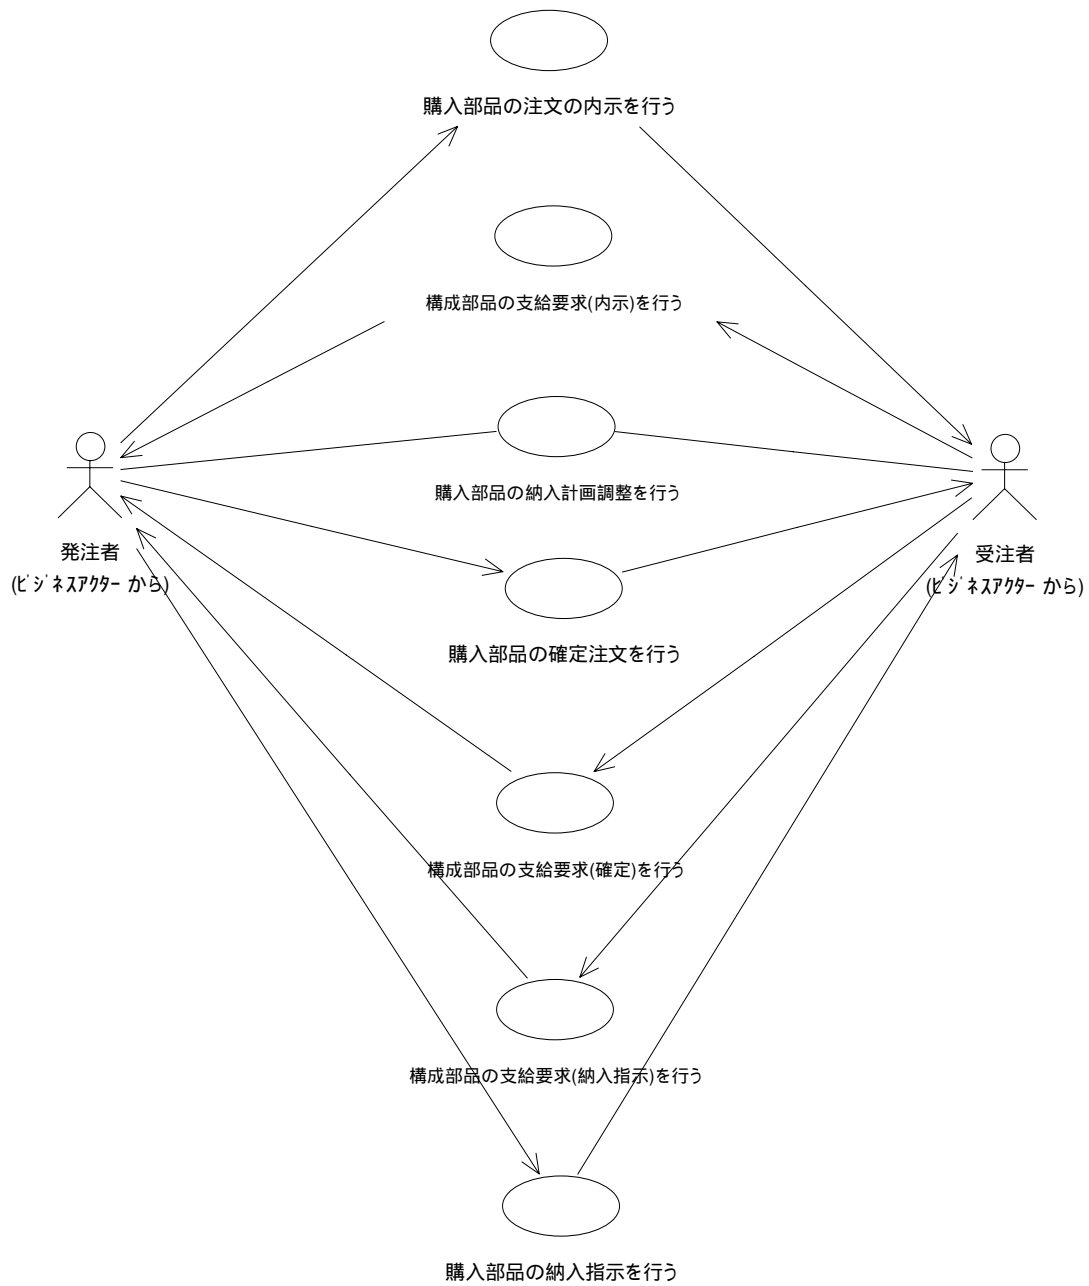 購入部品の注文の内示を行う
構成部品の支給要求(内示)を行う
購入部品の納入計画調整を行う
発注者
(ﾋﾞｼﾞﾈｽｱｸﾀｰ から)
受注者
(ﾋﾞｼﾞﾈｽｱｸﾀｰ から)
購入部品の確定注文を行う
構成部品の支給要求(確定)を行う
構成部品の支給要求(納入指示)を行う
購入部品の納入指示を行う